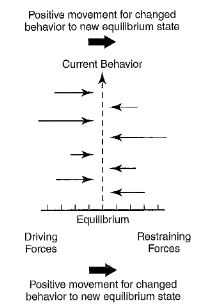 Positive movement for changed
behavior to new equilibrium state
Current Behavior
Equilibrium
Driving
Forces
Restraining
Forces
Positive movement for changed
behavior to new equilibrium state